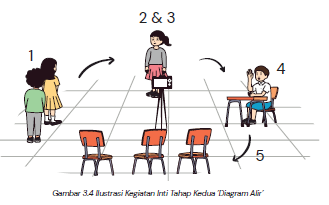 2 & 3
1
4
5
Gambar 3.4 Ilustrasi Kegiatan Inti Tahap Kedua 'Diagram Alir'